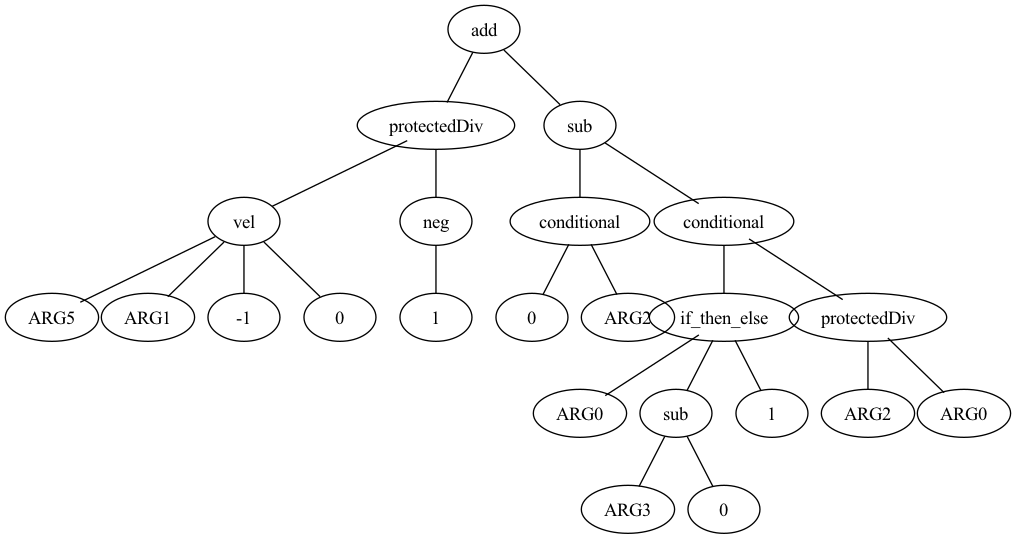 add
protectedDiv sub
vel neg conditional conditional
ARG5 ARG1 -1 0 1 0 ARG2 if_then_else protectedDiv
ARG0 sub 1 ARG2 ARG0
ARG3 0